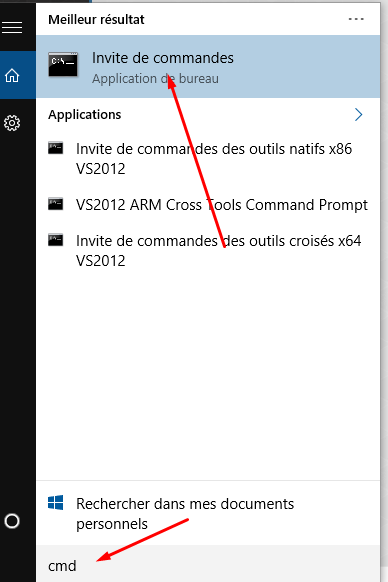 Meilleur résultat
Invite de commandes
Application de bureau
Applications
Invite de commandes des outils natifs x86
VS2012
VS2012 ARM Cross Tools Command Prompt
Invite de commandes des outils croisés x64
VS2012
Rechercher dans mes documents
personnels
cmd